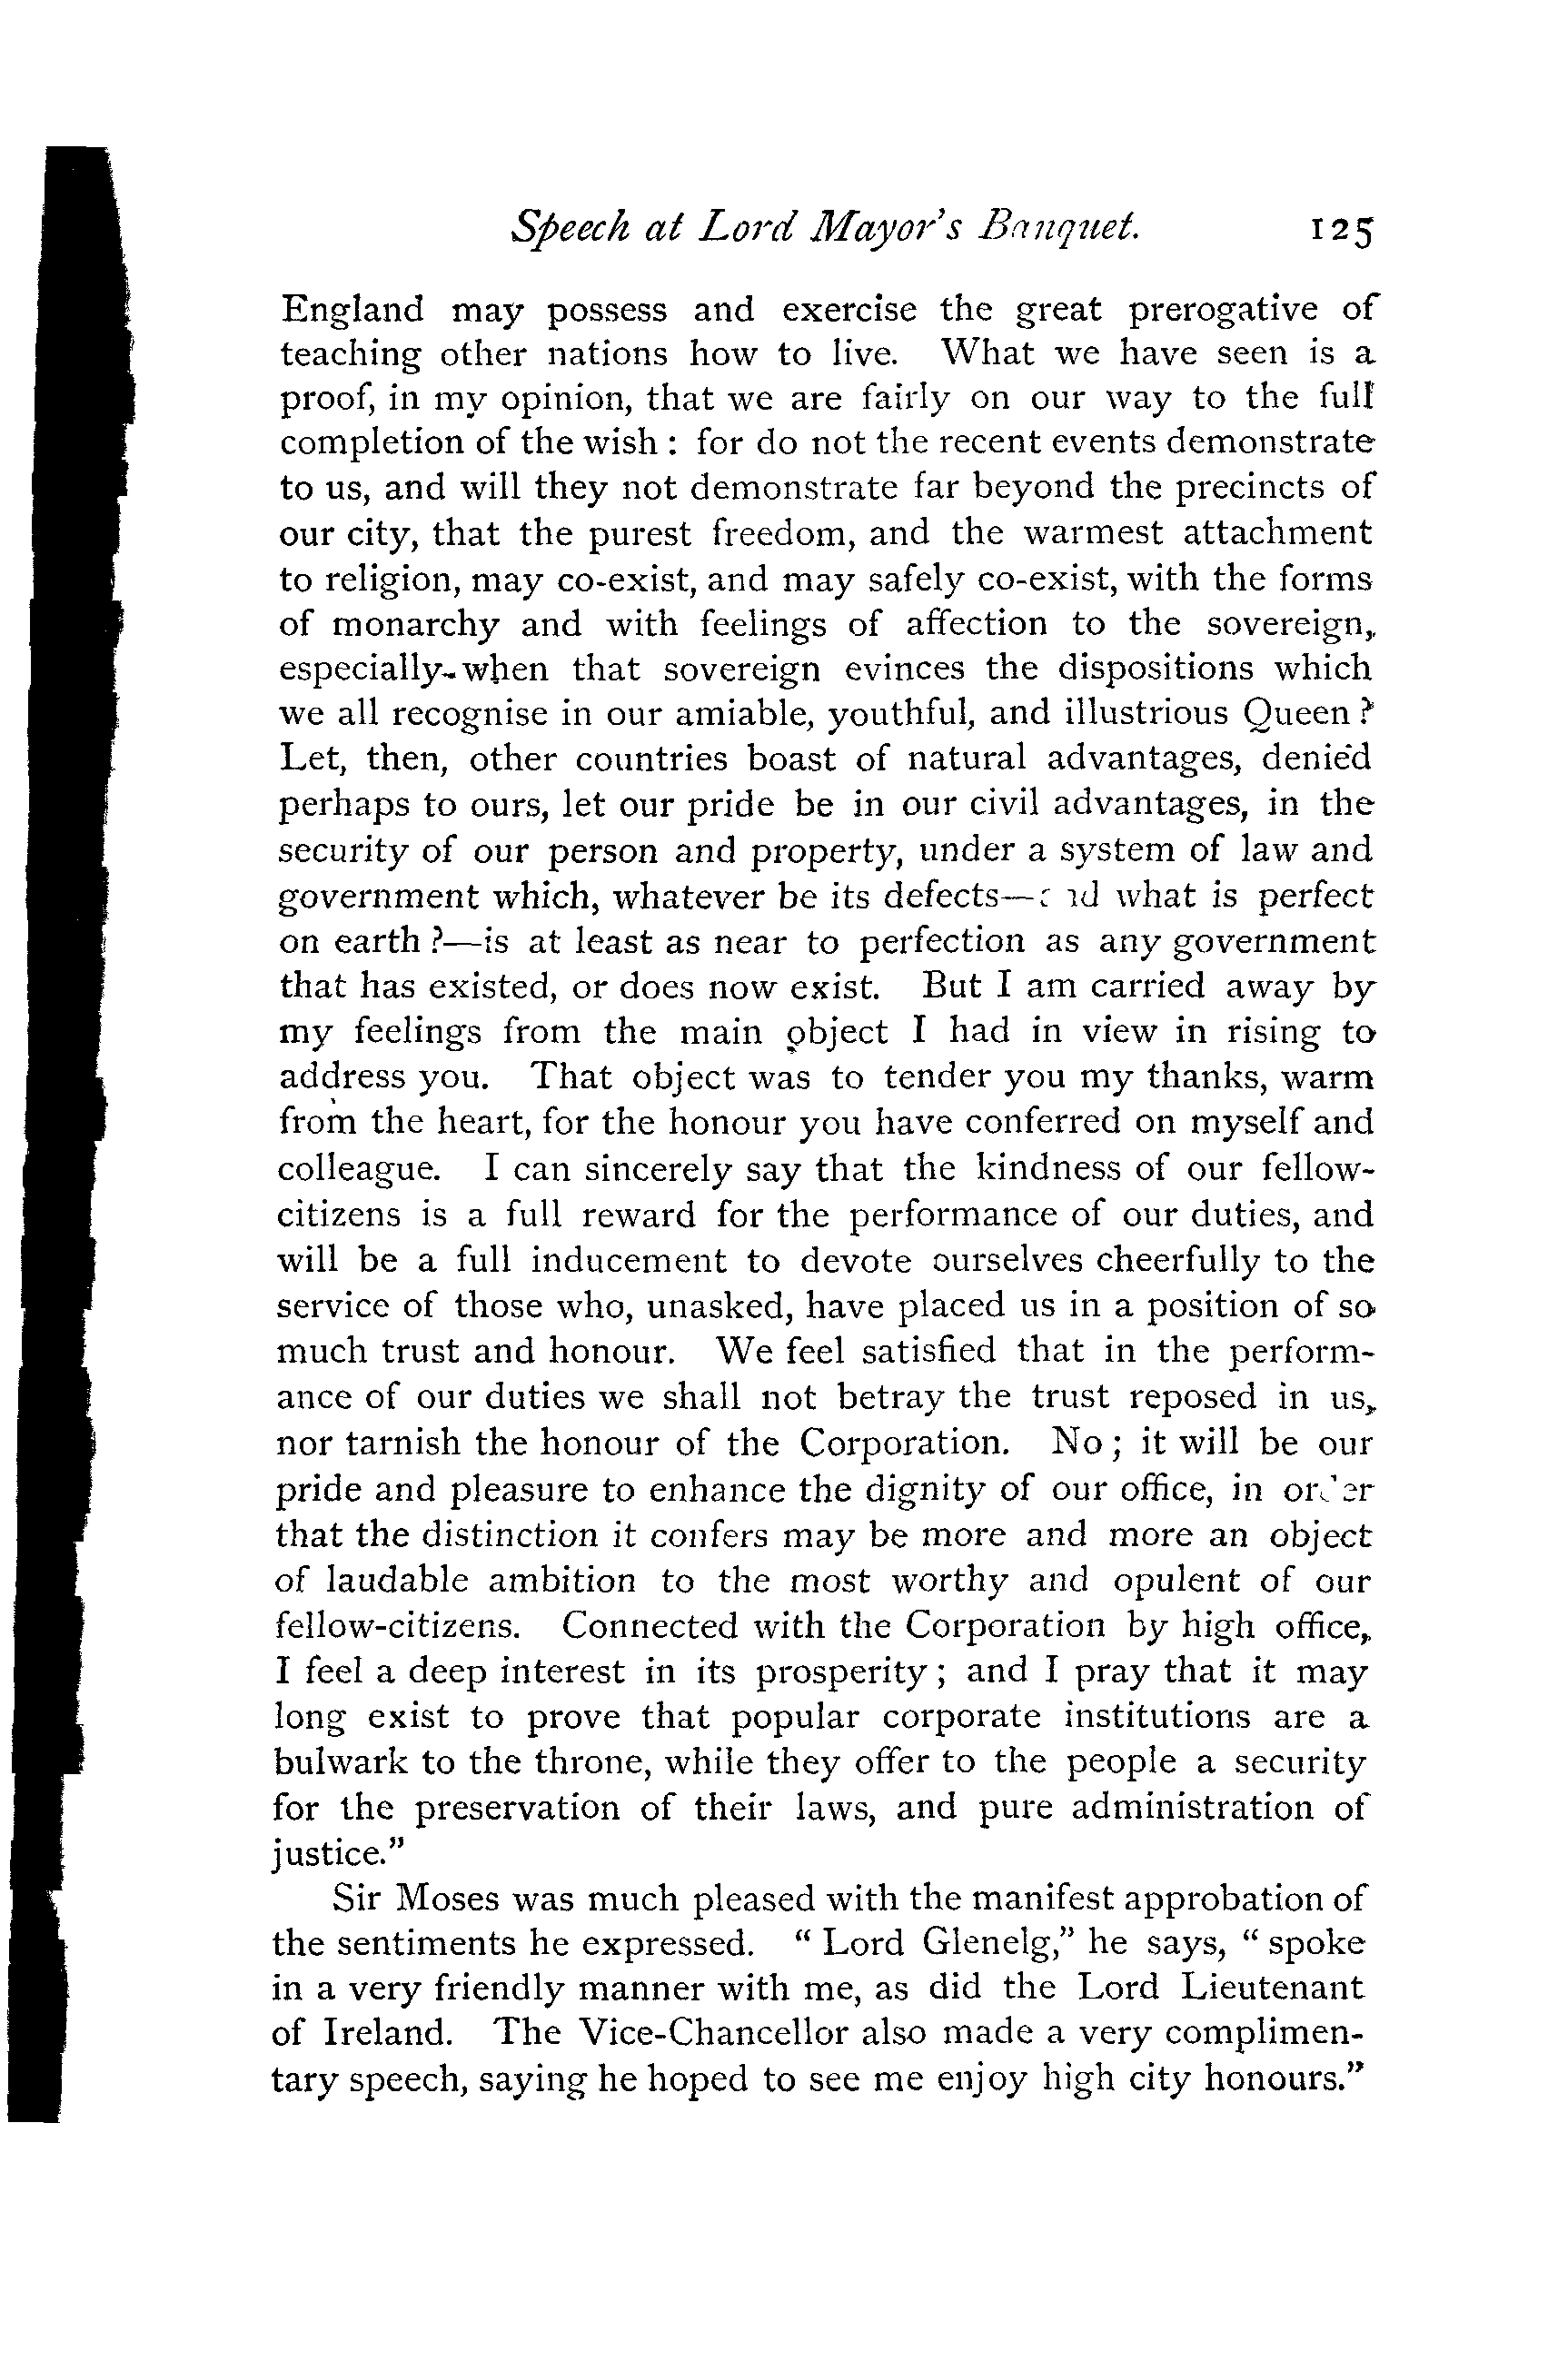 Speech at Lord Mayor's Banquet. 125
England may possess and exercise the great prerogative of
teaching other nations how to live. What we have seen is a
proof, in my opinion, that we are fairly on our way to the full
completion of the wish : for do not the recent events demonstrate
to us, and will they not demonstrate far beyond the precincts of
our city, that the purest freedom, and the warmest attachment
to religion, may co-exist, and may safely co-exist, with the forms
of monarchy and with feelings of affection to the sovereign,
especially when that sovereign evinces the dispositions which
we all recognise in our amiable, youthful, and illustrious Queen ?
Let, then, other countries boast of natural advantages, denied
perhaps to ours, let our pride be in our civil advantages, in the
security of our person and property, under a system of law and
government which, whatever be its defects—and what is perfect
on earth ?—is at least as near to perfection as any government
that has existed, or does now exist. But I am carried away by
my feelings from the main object I had in view in rising to
address you. That object was to tender you my thanks, warm
from the heart, for the honour you have conferred on myself and
colleague. I can sincerely say that the kindness of our fellow-
citizens is a full reward for the performance of our duties, and
will be a full inducement to devote ourselves cheerfully to the
service of those who, unasked, have placed us in a position of so
much trust and honour. We feel satisfied that in the perform-
ance of our duties we shall not betray the trust reposed in us,
nor tarnish the honour of the Corporation. No ; it will be our
pride and pleasure to enhance the dignity of our office, in order
that the distinction it confers may be more and more an object
of laudable ambition to the most worthy and opulent of our
fellow-citizens. Connected with the Corporation by high office,
I feel a deep interest in its prosperity ; and I pray that it may
long exist to prove that popular corporate institutions are a
bulwark to the throne, while they offer to the people a security
for the preservation of their laws, and pure administration of
justice.”
Sir Moses was much pleased with the manifest approbation of
the sentiments he expressed. “ Lord Glenelg,” he says, “ spoke
in a very friendly manner with me, as did the Lord Lieutenant
of Ireland. The Vice-Chancellor also made a very complimen-
tary speech, saying he hoped to see me enjoy high city honours.”